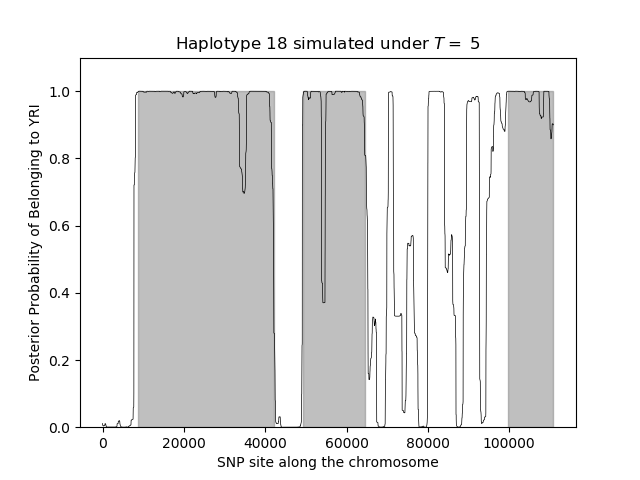 Haplotype 18 simulated under T = 5
Posterior Probability of Belonging to YRI
1.0
0.8
0.6
0.4
0.2
0.0
0 20000 40000 60000 80000 100000
SNP site along the chromosome